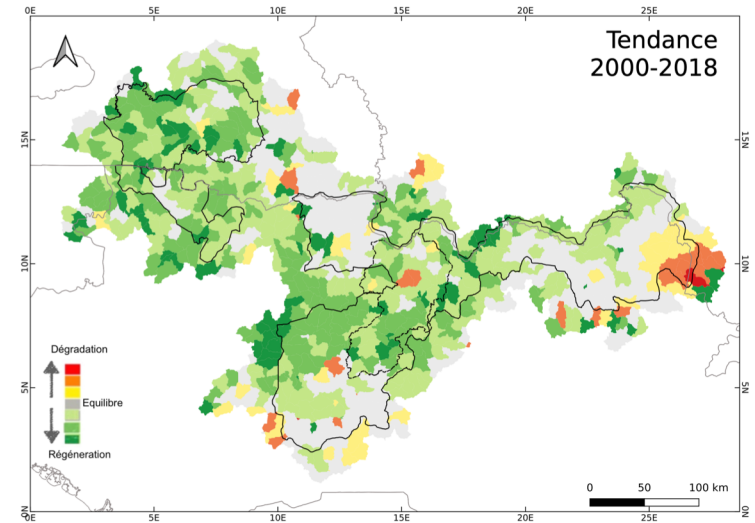 0E 5E 10E 15E 20E 25E
Tendance
2000-2018
15N 15N
10N 10N
Dégradation
Equilibre
5N 5N
Régéneration
0 50 100 km
0N 0N
0E 5E 10E 15E 20E 25E